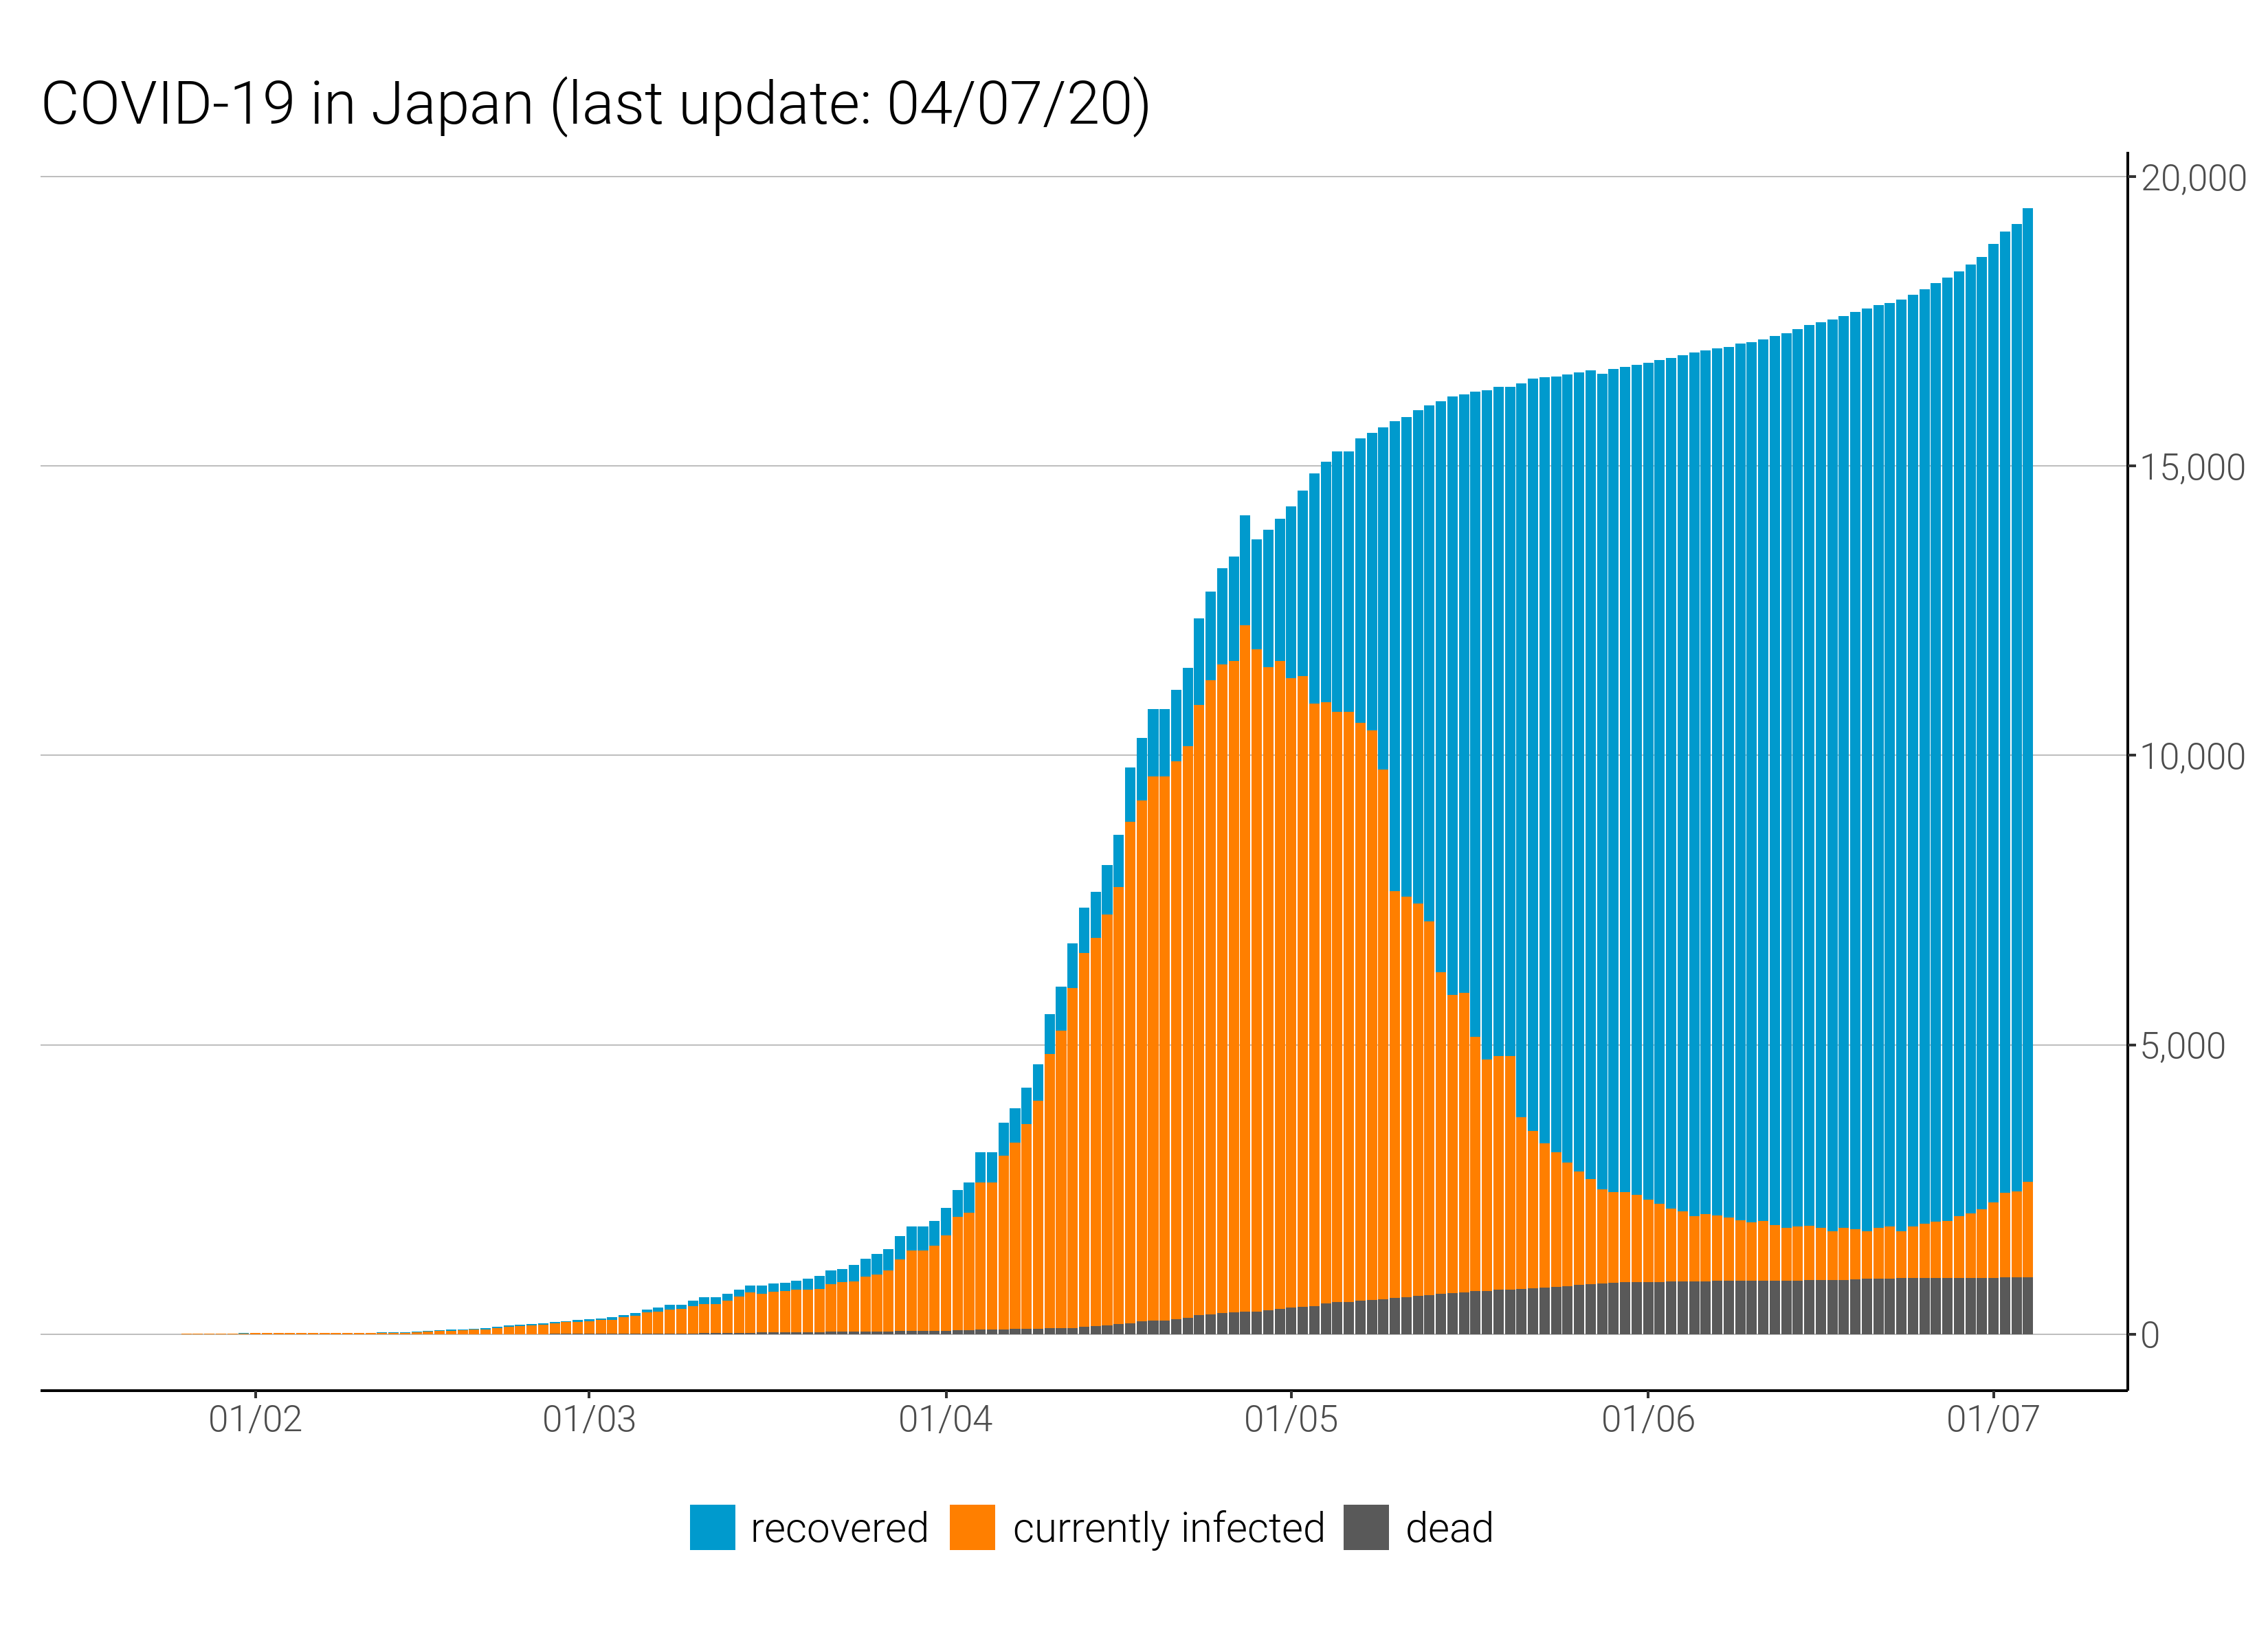 COVID-19 in Japan (last update: 04/07/20)
20,000
15,000
10,000
5,000
0
01/02 01/03 01/04 01/05 01/06 01/07
recovered currently infected dead